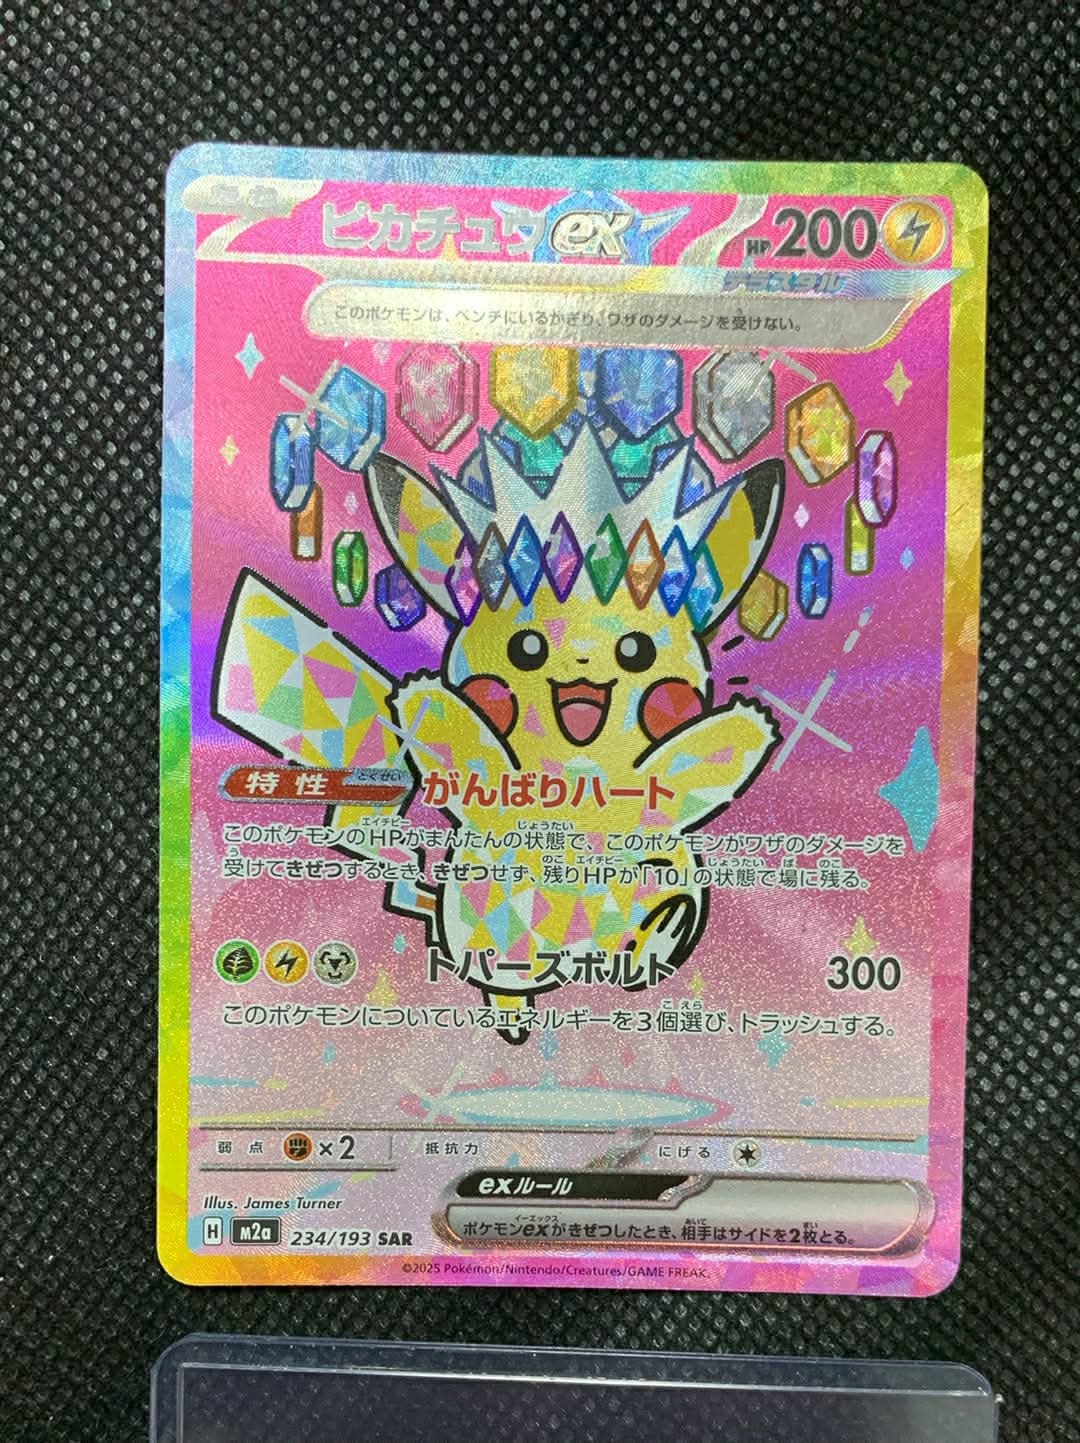 たね
ピカチュウex
HP200
テラスタル
このポケモンは、ベンチにいるかぎり、ワザのダメージを受けない。
特性 とくせい がんばりハート
このポケモンのHPがまんたんの状態で、このポケモンがワザのダメージを
受けてきぜつするとき、きぜつせず、残りHPが「10」の状態で場に残る。
トパーズボルト 300
このポケモンについているエネルギーを3個選び、トラッシュする。
弱点 ×2 抵抗力 にげる
exルール
ポケモンexがきぜつしたとき、相手はサイドを2枚とる。
Illus. James Turner
H m2a 234/193 SAR
©2025 Pokémon/Nintendo/Creatures/GAME FREAK.